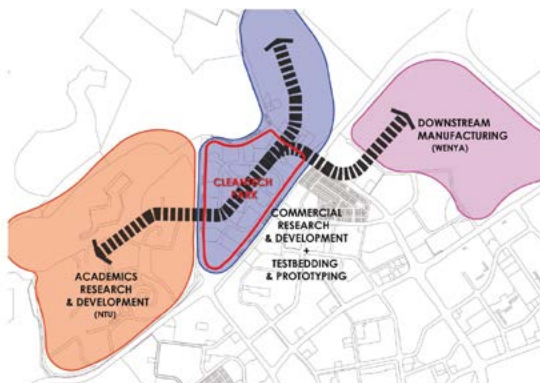 DOWNSTREAM
MANUFACTURING
(WENYA)
CLEANTECH
PARK
COMMERCIAL
RESEARCH
& DEVELOPMENT
+
TESTBEDDING
& PROTOTYPING
ACADEMICS
RESEARCH
& DEVELOPMENT
(NTU)